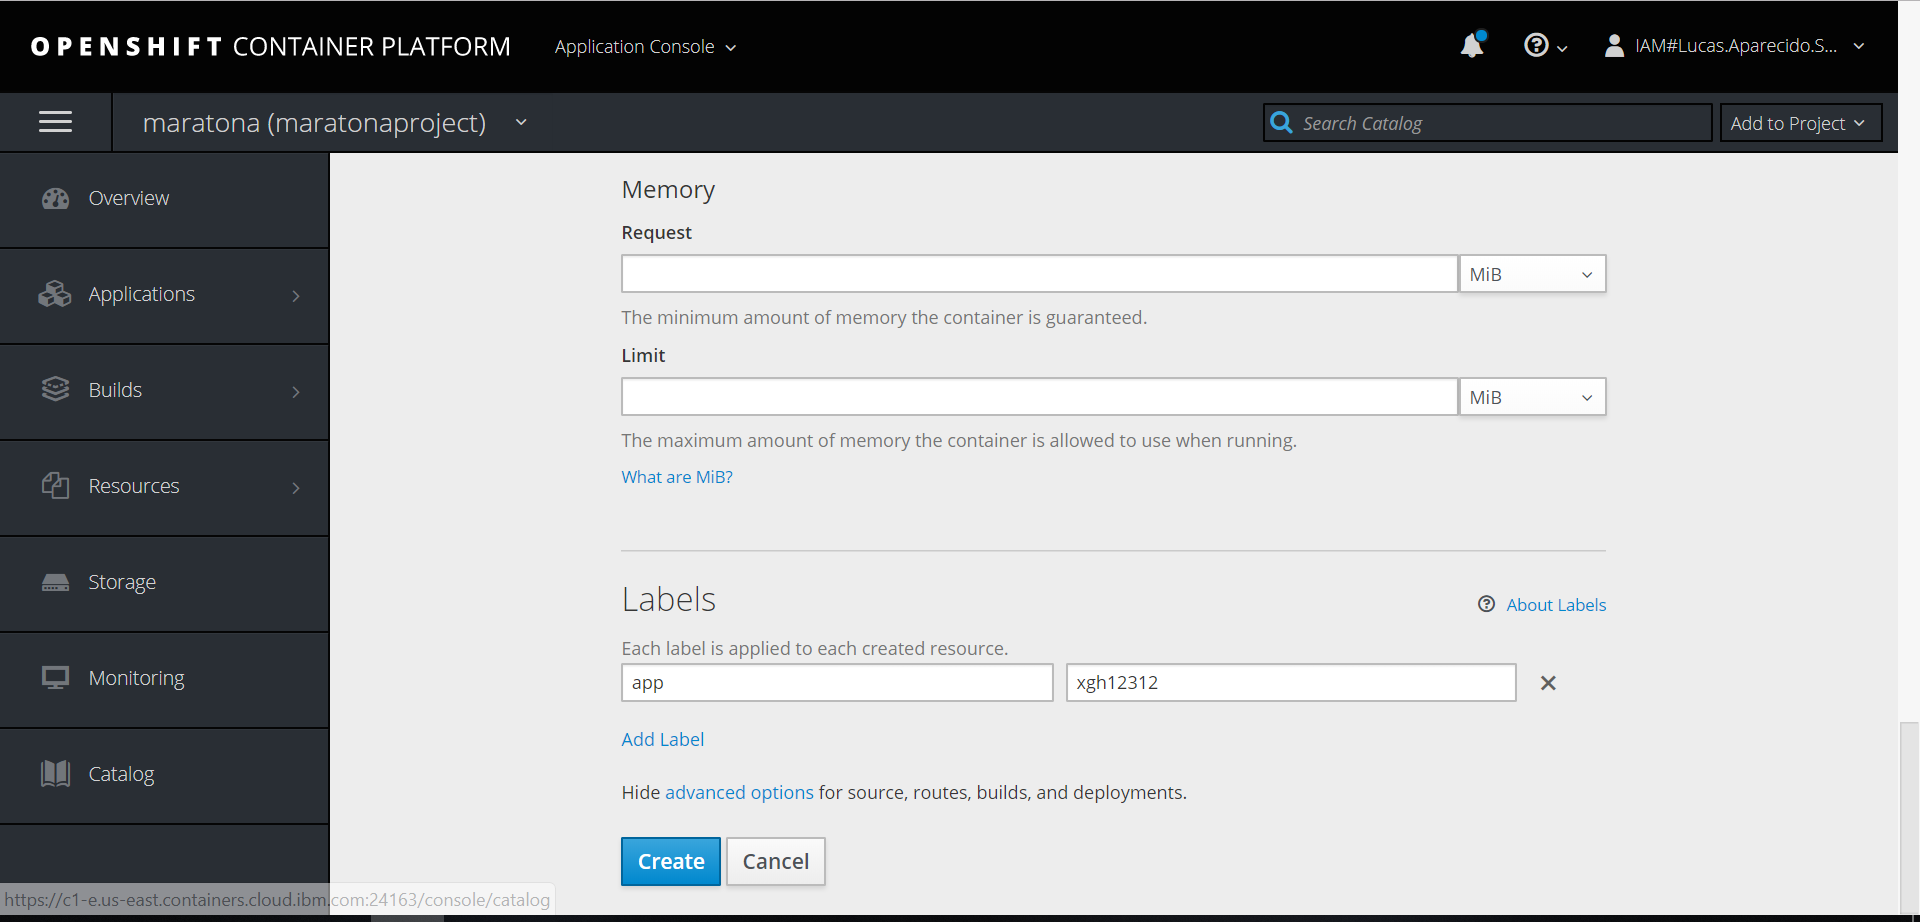 OPENSHIFT CONTAINER PLATFORM Application Console IAM#Lucas.Aparecido.S...
maratona (maratonaproject) Search Catalog Add to Project
Overview
Applications
Builds
Resources
Storage
Monitoring
Catalog
Memory
Request
MiB
The minimum amount of memory the container is guaranteed.
Limit
MiB
The maximum amount of memory the container is allowed to use when running.
What are MiB?
Labels About Labels
Each label is applied to each created resource.
app xgh12312
Add Label
Hide advanced options for source, routes, builds, and deployments.
Create Cancel
https://c1-e.us-east.containers.cloud.ibm.com:24163/console/catalog